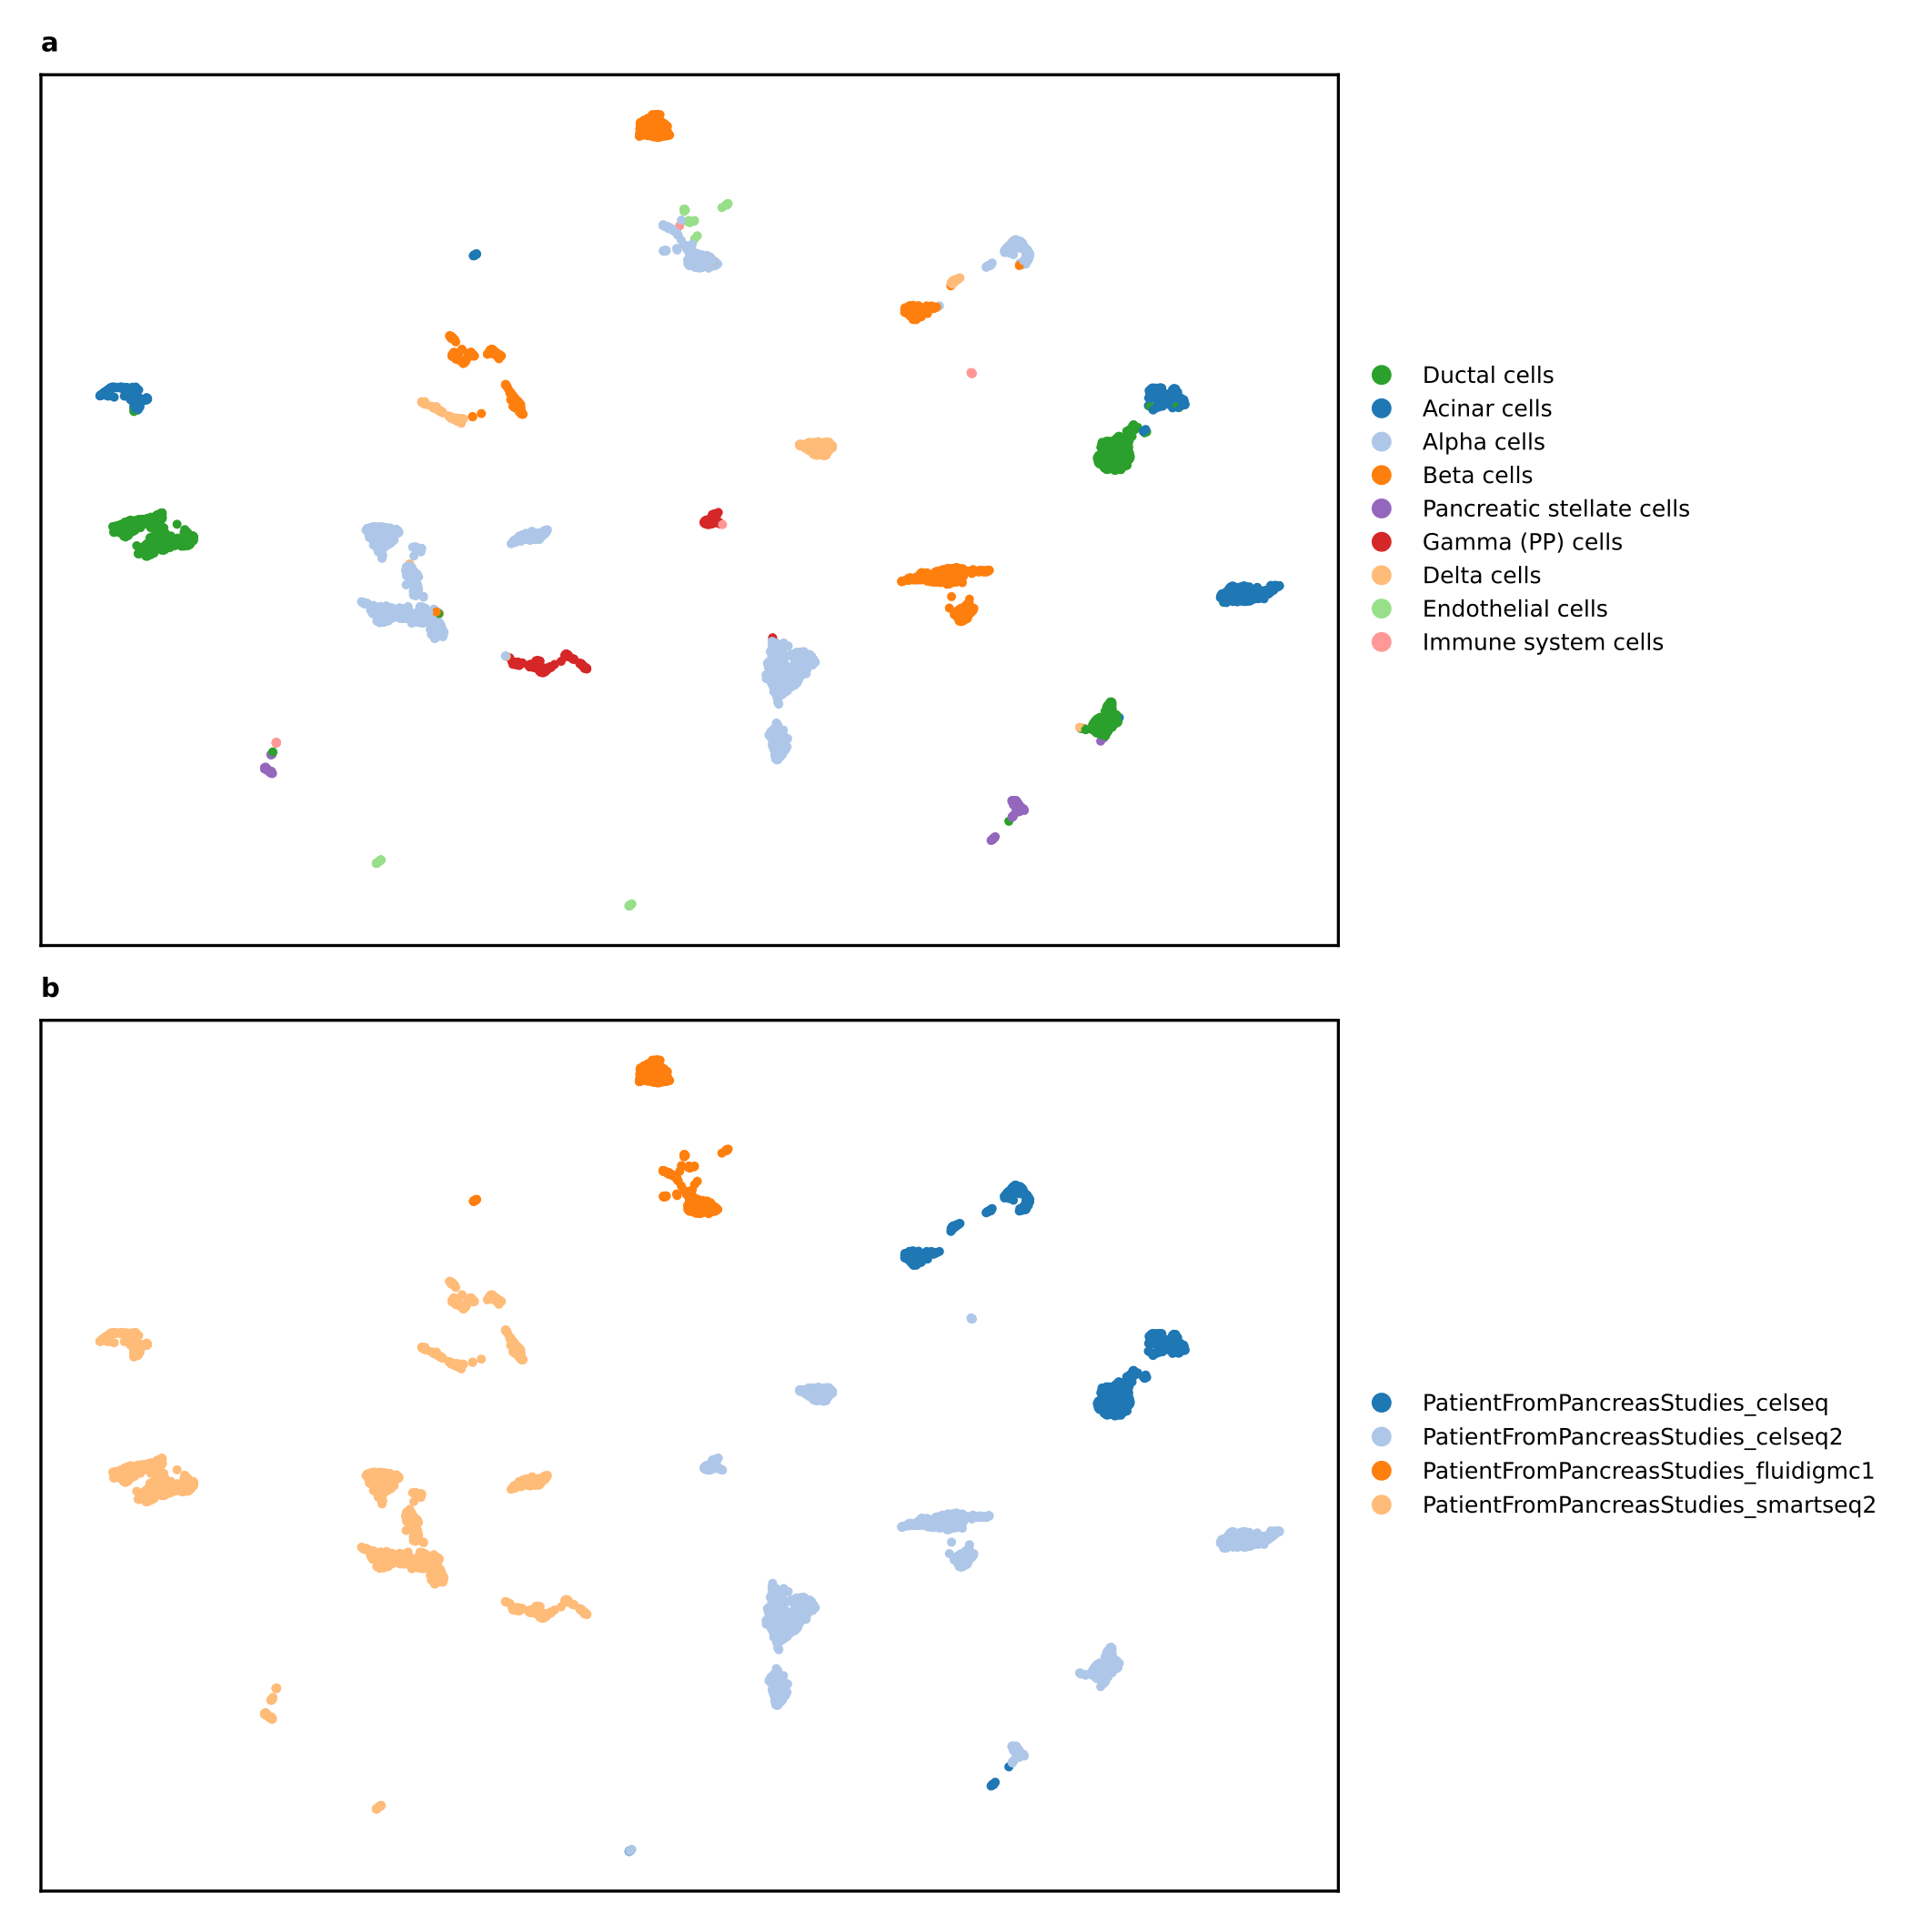 a
Ductal cells
Acinar cells
Alpha cells
Beta cells
Pancreatic stellate cells
Gamma (PP) cells
Delta cells
Endothelial cells
Immune system cells
b
PatientFromPancreasStudies_celseq
PatientFromPancreasStudies_celseq2
PatientFromPancreasStudies_fluidigmc1
PatientFromPancreasStudies_smartseq2